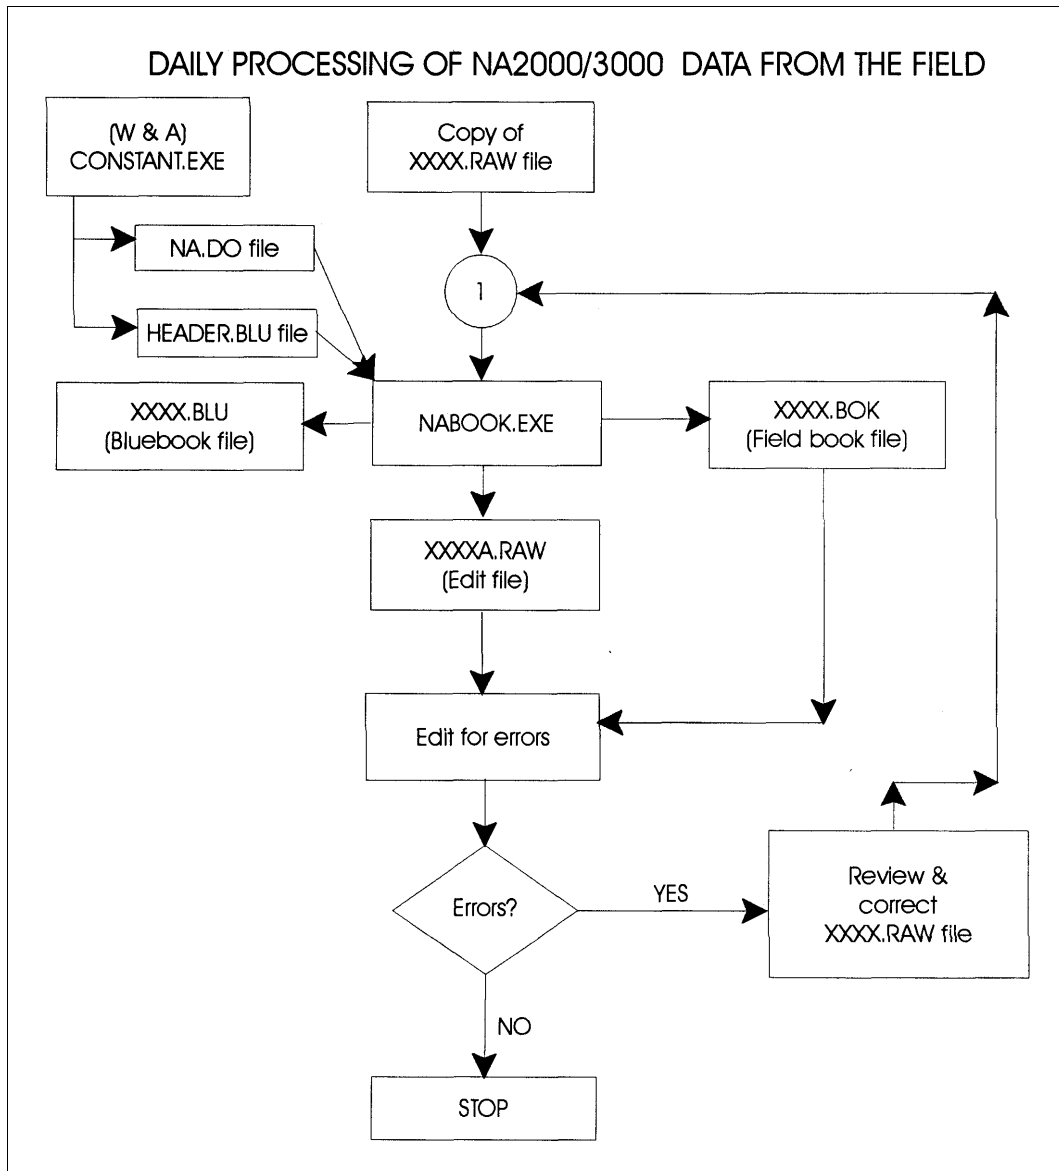 DAILY PROCESSING OF NA2000/3000 DATA FROM THE FIELD
(W & A)
CONSTANT.EXE
Copy of
XXXX.RAW file
NA.DO file
1
HEADER.BLU file
XXXX.BLU
(Bluebook file)
NABOOK.EXE
XXXX.BOK
(Field book file)
XXXXA.RAW
(Edit file)
Edit for errors
Errors?
YES
Review &
correct
XXXX.RAW file
NO
STOP